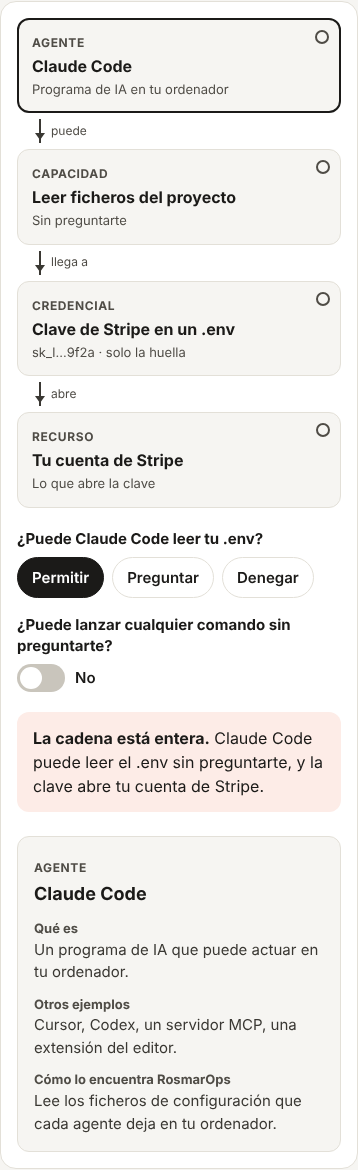 AGENTE
Claude Code
Programa de IA en tu ordenador
puede
CAPACIDAD
Leer ficheros del proyecto
Sin preguntarte
llega a
CREDENCIAL
Clave de Stripe en un .env
sk_l...9f2a · solo la huella
abre
RECURSO
Tu cuenta de Stripe
Lo que abre la clave
¿Puede Claude Code leer tu .env?
Permitir
Preguntar
Denegar
¿Puede lanzar cualquier comando sin
preguntarte?
No
La cadena está entera. Claude Code
puede leer el .env sin preguntarte, y la
clave abre tu cuenta de Stripe.
AGENTE
Claude Code
Qué es
Un programa de IA que puede actuar en
tu ordenador.
Otros ejemplos
Cursor, Codex, un servidor MCP, una
extensión del editor.
Cómo lo encuentra RosmarOps
Lee los ficheros de configuración que
cada agente deja en tu ordenador.